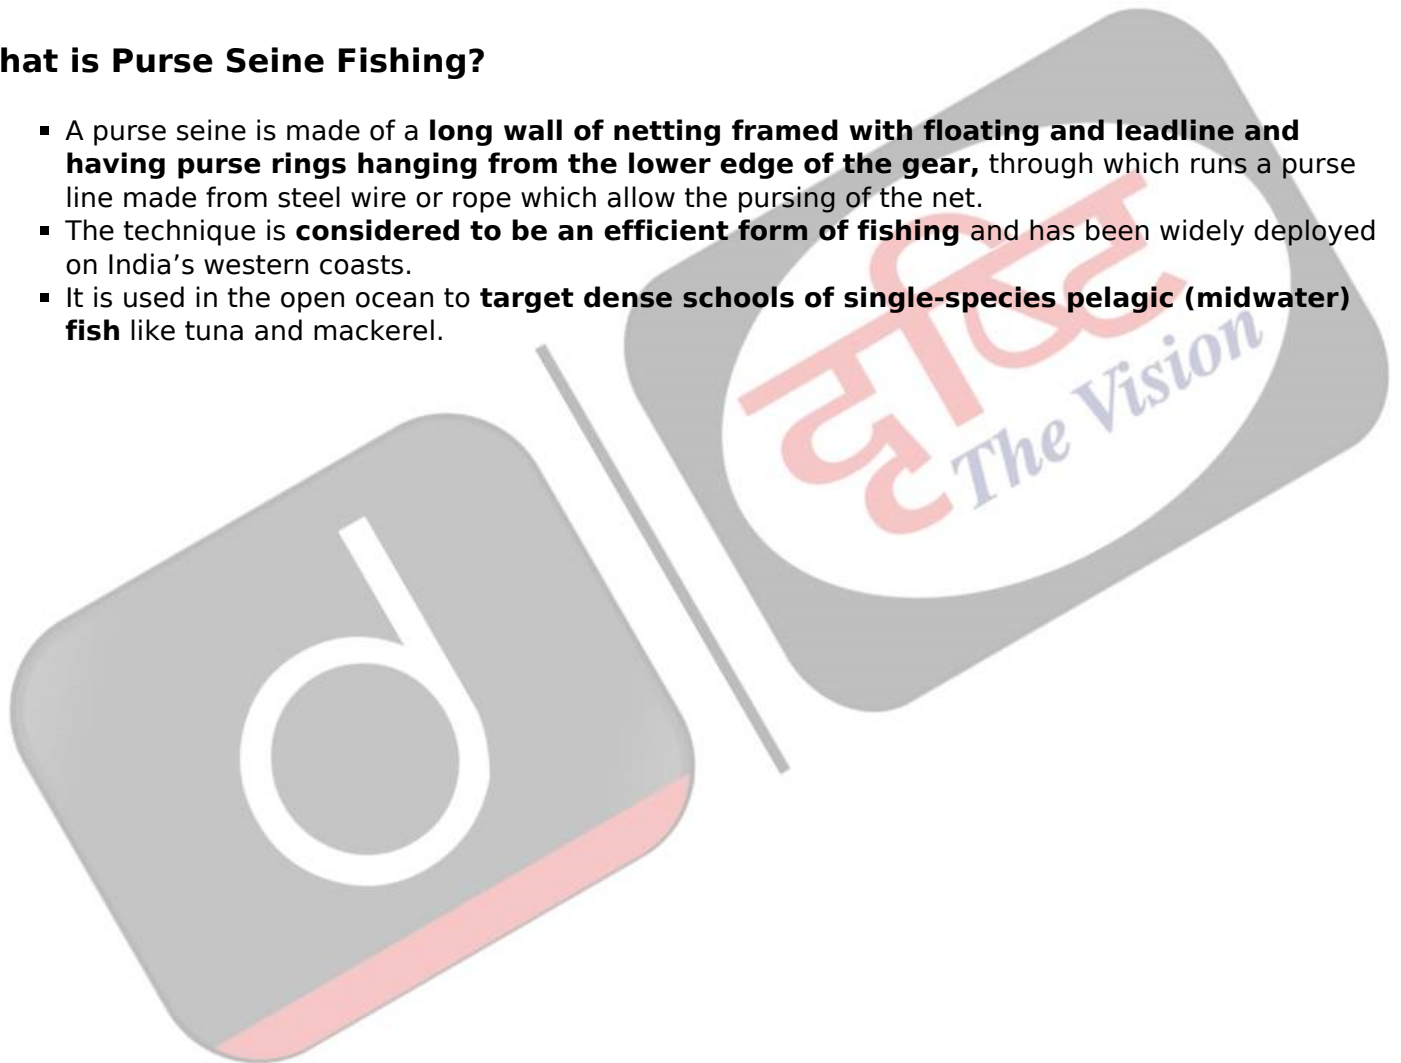 hat is Purse Seine Fishing?
▪ A purse seine is made of a long wall of netting framed with floating and leadline and
having purse rings hanging from the lower edge of the gear, through which runs a purse
line made from steel wire or rope which allow the pursing of the net.
▪ The technique is considered to be an efficient form of fishing and has been widely deployed
on India’s western coasts.
▪ It is used in the open ocean to target dense schools of single-species pelagic (midwater)
fish like tuna and mackerel.
दृष्टि
The Vision
d